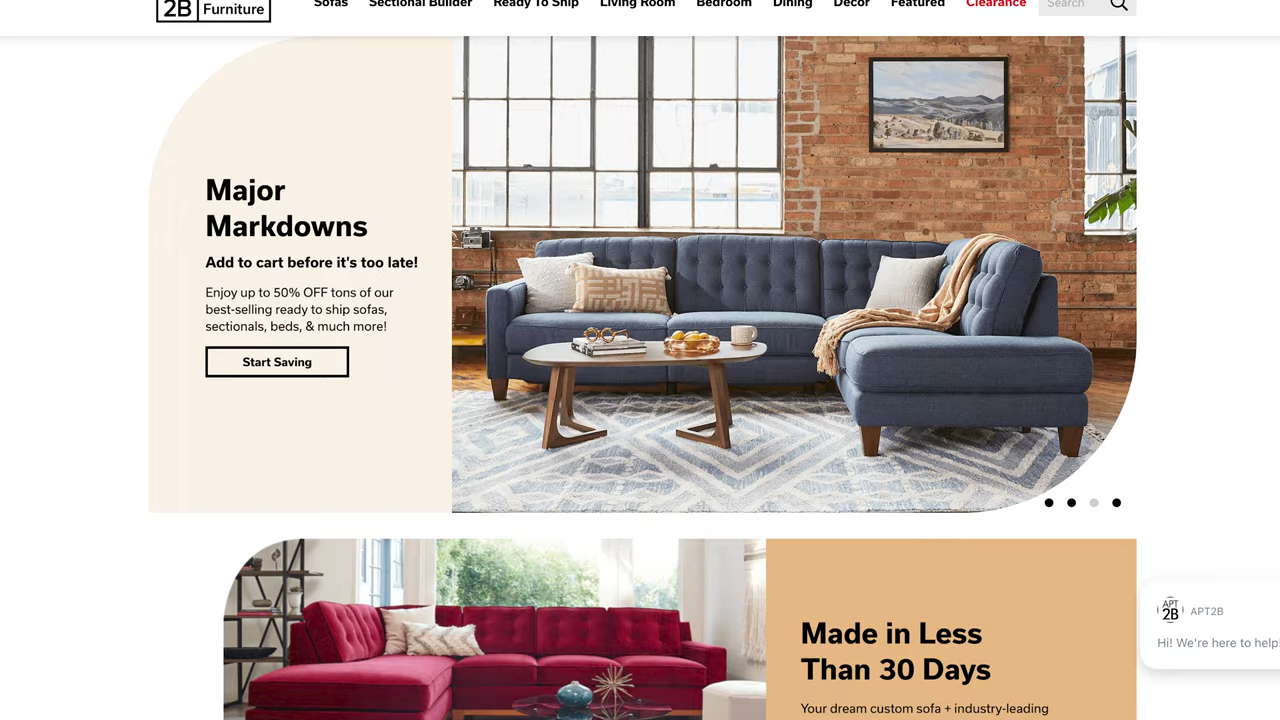 2B Furniture
Sofas Sectional Builder Ready To Ship Living Room Bedroom Dining Decor Featured Clearance Search
Major
Markdowns
Add to cart before it's too late!
Enjoy up to 50% OFF tons of our
best-selling ready to ship sofas,
sectionals, beds, & much more!
Start Saving
Made in Less
Than 30 Days
Your dream custom sofa + industry-leading
APT
2B APT2B
Hi! We're here to help!